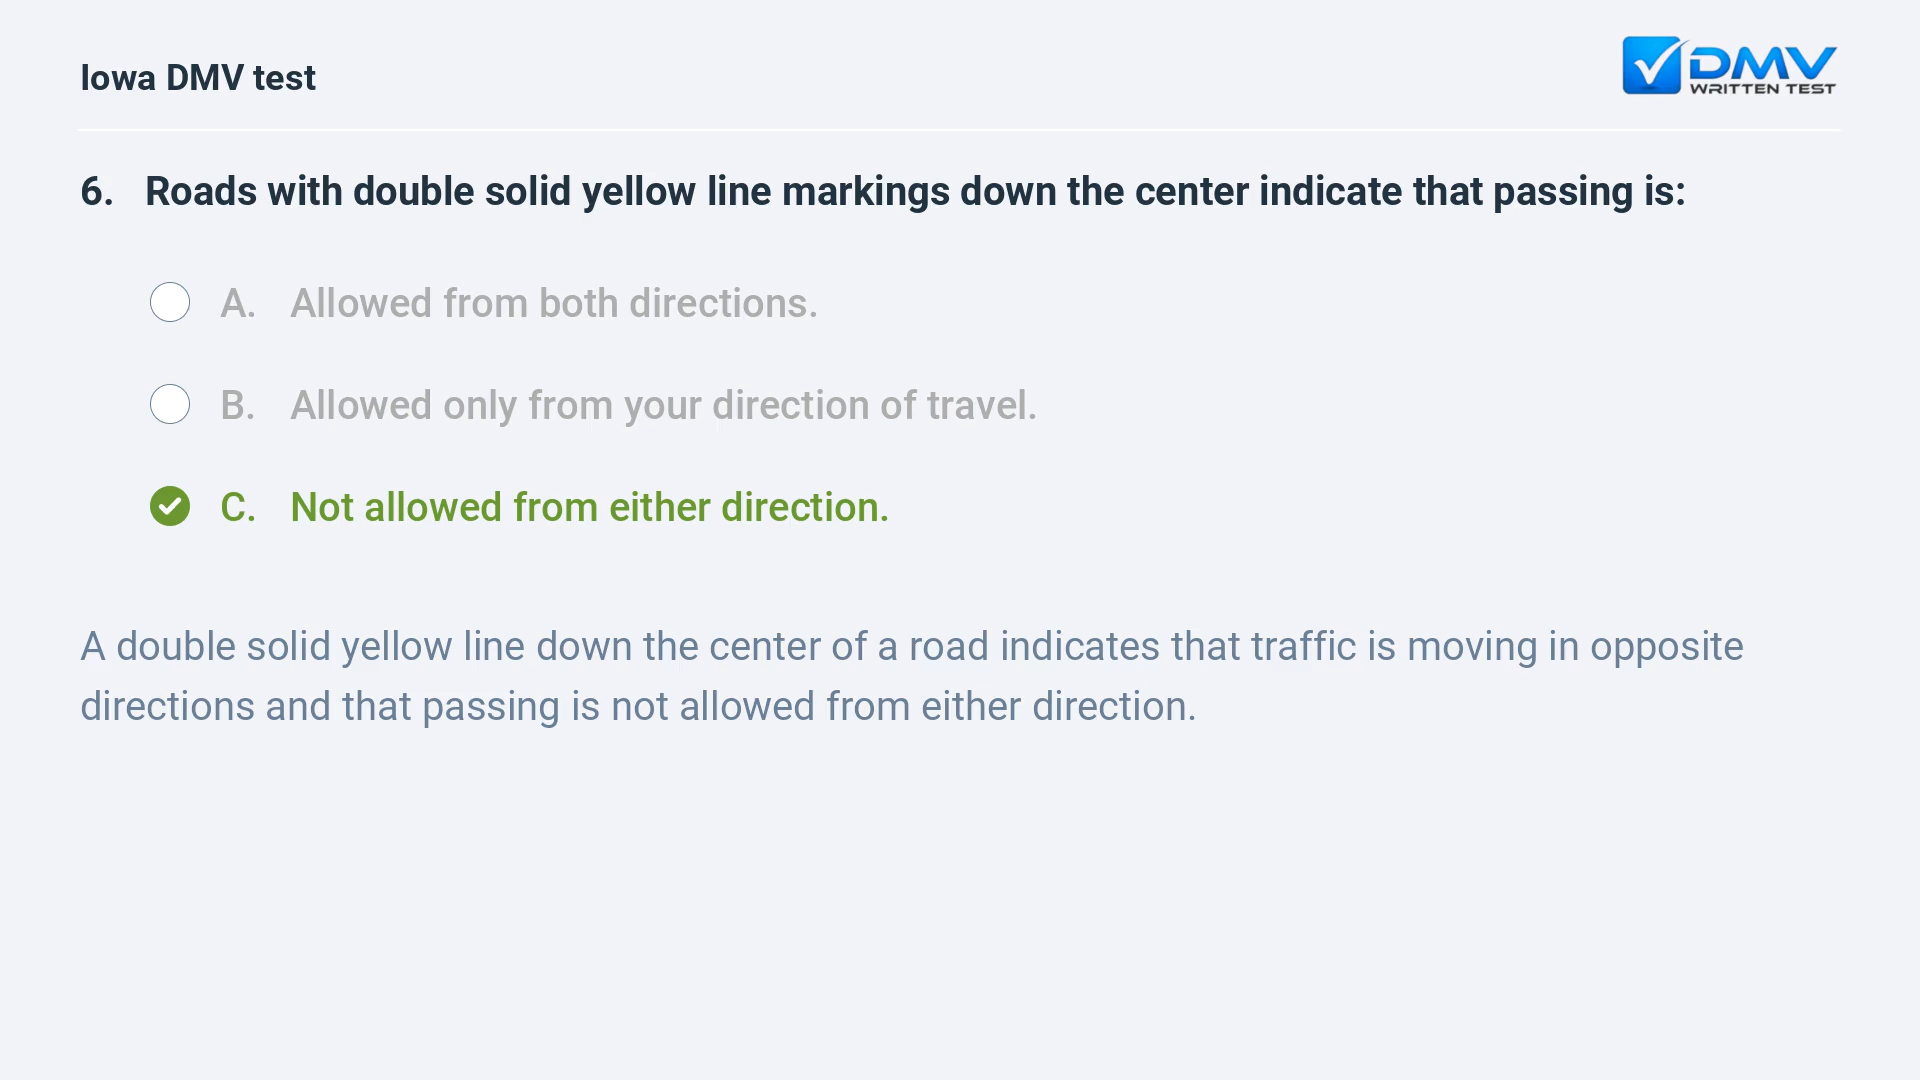 Iowa DMV test
DMV
WRITTEN TEST
6. Roads with double solid yellow line markings down the center indicate that passing is:
A. Allowed from both directions.
B. Allowed only from your direction of travel.
C. Not allowed from either direction.
A double solid yellow line down the center of a road indicates that traffic is moving in opposite
directions and that passing is not allowed from either direction.